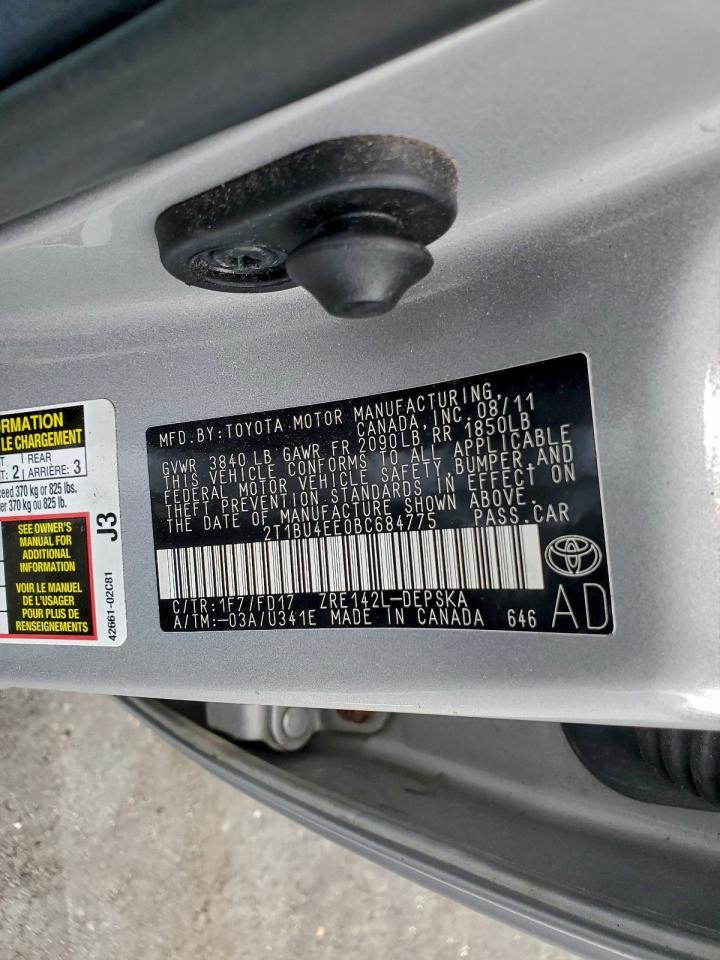 ORMATION
LE CHARGEMENT
REAR
2 ARRIÈRE: 3
ceed 370 kg or 825 lbs.
er 370 kg ou 825 lb.
SEE OWNER'S
MANUAL FOR
ADDITIONAL
INFORMATION
VOIR LE MANUEL
DE L'USAGER
POUR PLUS DE
RENSEIGNEMENTS
J3
42661-02C81
MFD. BY: TOYOTA MOTOR MANUFACTURING,
CANADA, INC. 08/11
GVWR 3840 LB GAWR FR 2090LB, RR 1850LB
THIS VEHICLE CONFORMS TO ALL APPLICABLE
FEDERAL MOTOR VEHICLE SAFETY, BUMPER AND
THEFT PREVENTION STANDARDS IN EFFECT ON
THE DATE OF MANUFACTURE SHOWN ABOVE.
2T1BU4EE0BC684775 PASS. CAR
C/TR: 1F7/FD17 ZRE142L-DEPSKA
A/TM: -03A/U341E MADE IN CANADA 646
AD